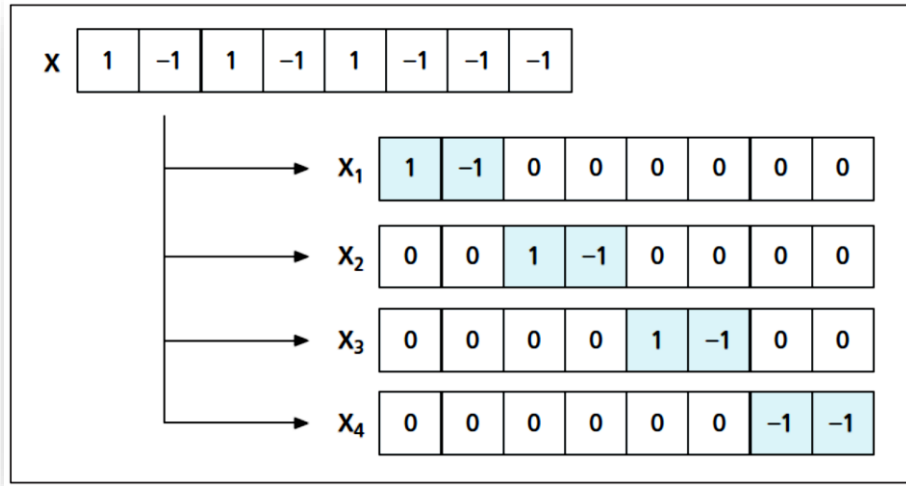 X 1 –1 1 –1 1 –1 –1 –1
X₁ 1 –1 0 0 0 0 0 0
X₂ 0 0 1 –1 0 0 0 0
X₃ 0 0 0 0 1 –1 0 0
X₄ 0 0 0 0 0 0 –1 –1